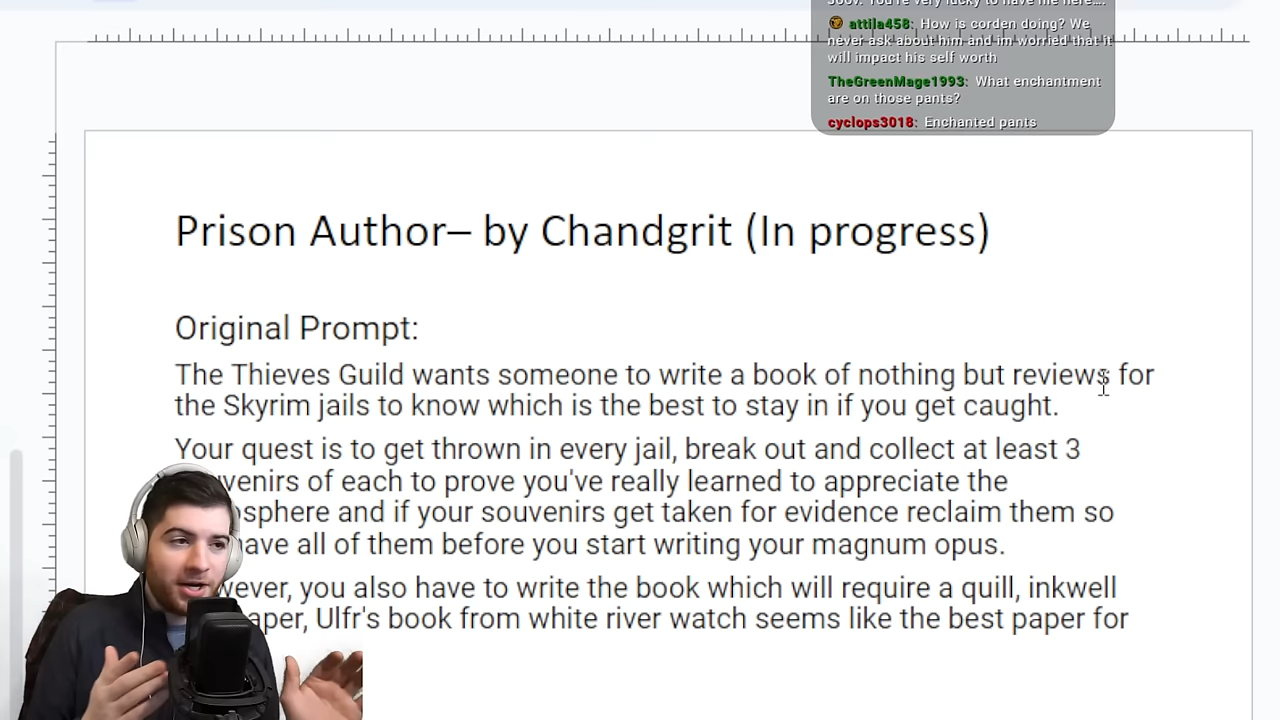 attila458: How is corden doing? We
never ask about him and im worried that it
will impact his self worth
TheGreenMage1993: What enchantment
are on those pants?
cyclops3018: Enchanted pants
Prison Author– by Chandgrit (In progress)
Original Prompt:
The Thieves Guild wants someone to write a book of nothing but reviews for
the Skyrim jails to know which is the best to stay in if you get caught.
Your quest is to get thrown in every jail, break out and collect at least 3
venirs of each to prove you've really learned to appreciate the
osphere and if your souvenirs get taken for evidence reclaim them so
have all of them before you start writing your magnum opus.
wever, you also have to write the book which will require a quill, inkwell
aper, Ulfr's book from white river watch seems like the best paper for